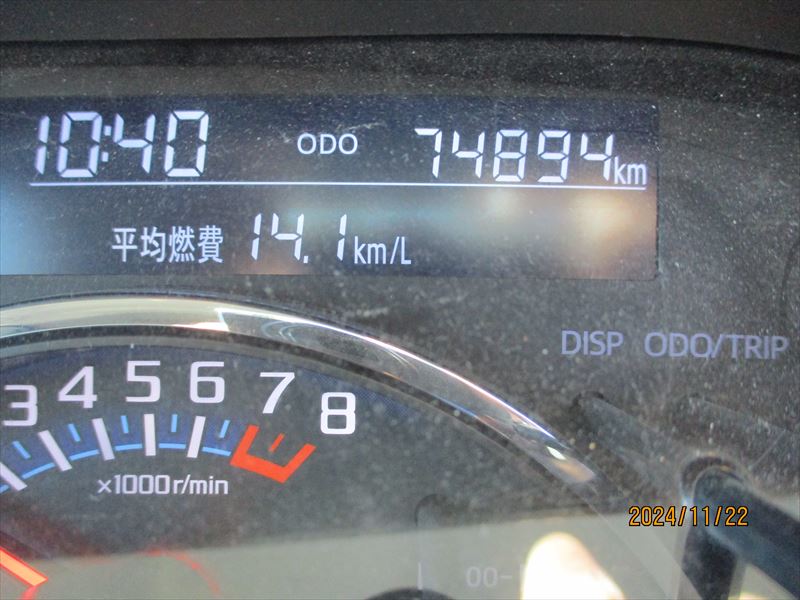 10:40 ODO 74894km
平均燃費 14.1km/L
DISP ODO/TRIP
3 4 5 6 7 8
×1000r/min
2024/11/22